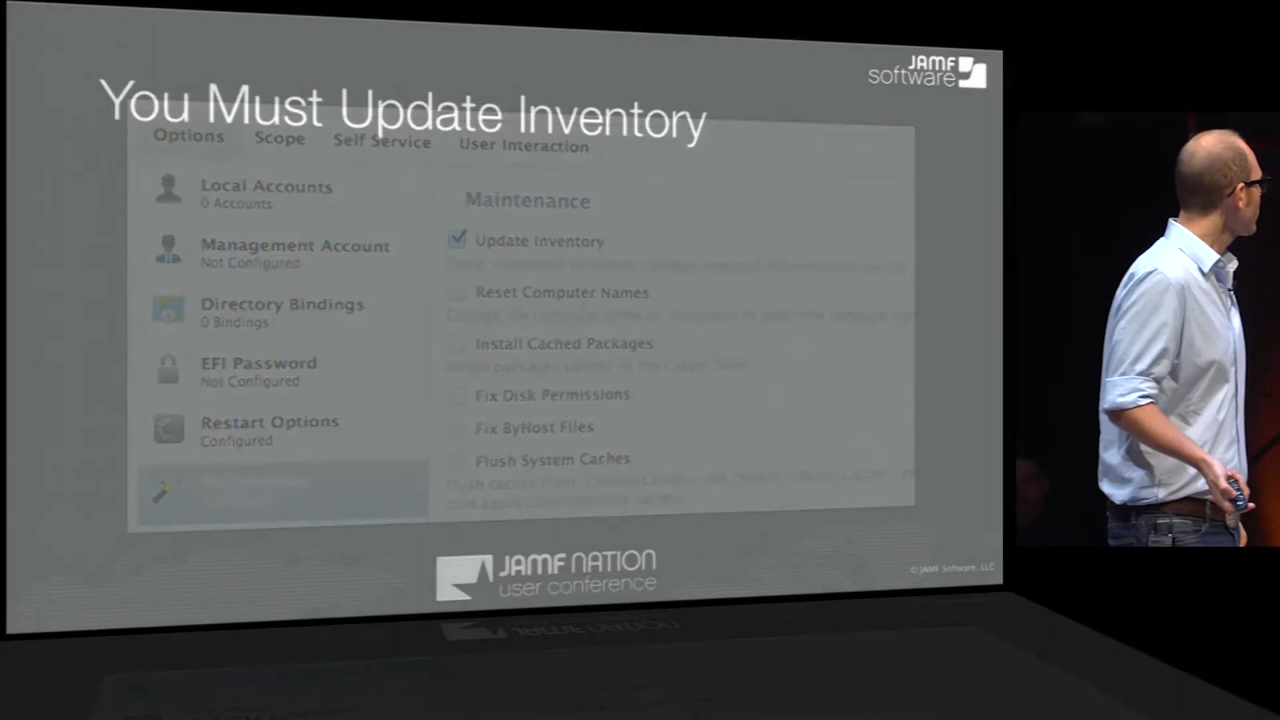 JAMF
software
You Must Update Inventory
Options Scope Self Service User Interaction
Local Accounts
0 Accounts
Management Account
Not Configured
Directory Bindings
0 Bindings
EFI Password
Not Configured
Restart Options
Configured
Maintenance
Update Inventory
Reset Computer Names
Install Cached Packages
Fix Disk Permissions
Fix ByHost Files
Flush System Caches
JAMF NATION
user conference
© JAMF Software, LLC